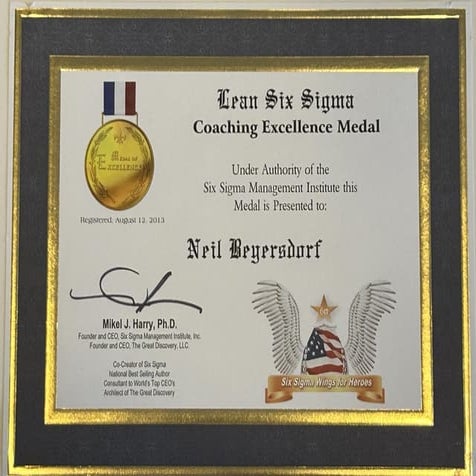 Lean Six Sigma
Coaching Excellence Medal
Medal of
Excellence
Under Authority of the
Six Sigma Management Institute this
Medal is Presented to:
Registered: August 12, 2013
Neil Beyersdorf
Mikel J. Harry, Ph.D.
Founder and CEO, Six Sigma Management Institute, Inc.
Founder and CEO, The Great Discovery, LLC.
Co-Creator of Six Sigma
National Best Selling Author
Consultant to World's Top CEO's
Architect of The Great Discovery
6σ
Six Sigma Wings for Heroes